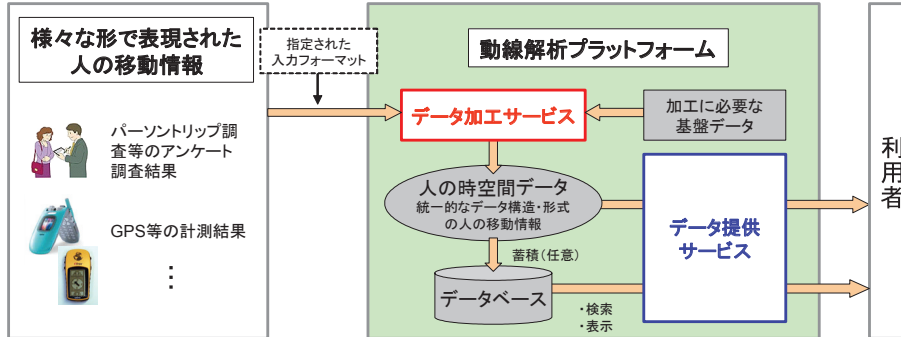 様々な形で表現された
人の移動情報
パーソントリップ調
査等のアンケート
調査結果
GPS等の計測結果
：
指定された
入力フォーマット
動線解析プラットフォーム
データ加工サービス
加工に必要な
基盤データ
人の時空間データ
統一的なデータ構造・形式
の人の移動情報
蓄積（任意）
データベース
・検索
・表示
データ提供
サービス
利用者